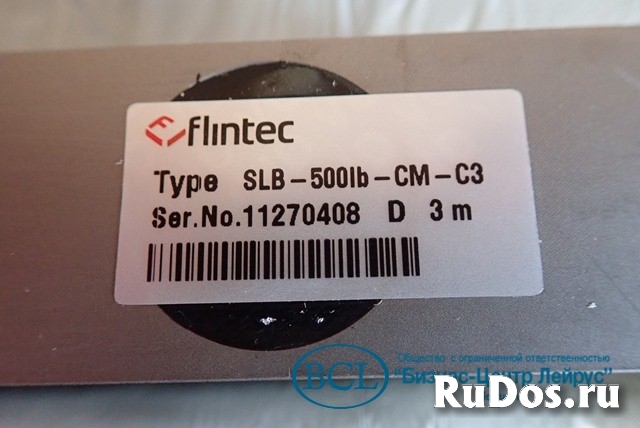 flintec
Type SLB-500lb-CM-C3
Ser.No.11270408 D 3 m
BCL
Общество с ограниченной ответственностью
"Бизнес-Центр Лейрус"
RuDos.ru